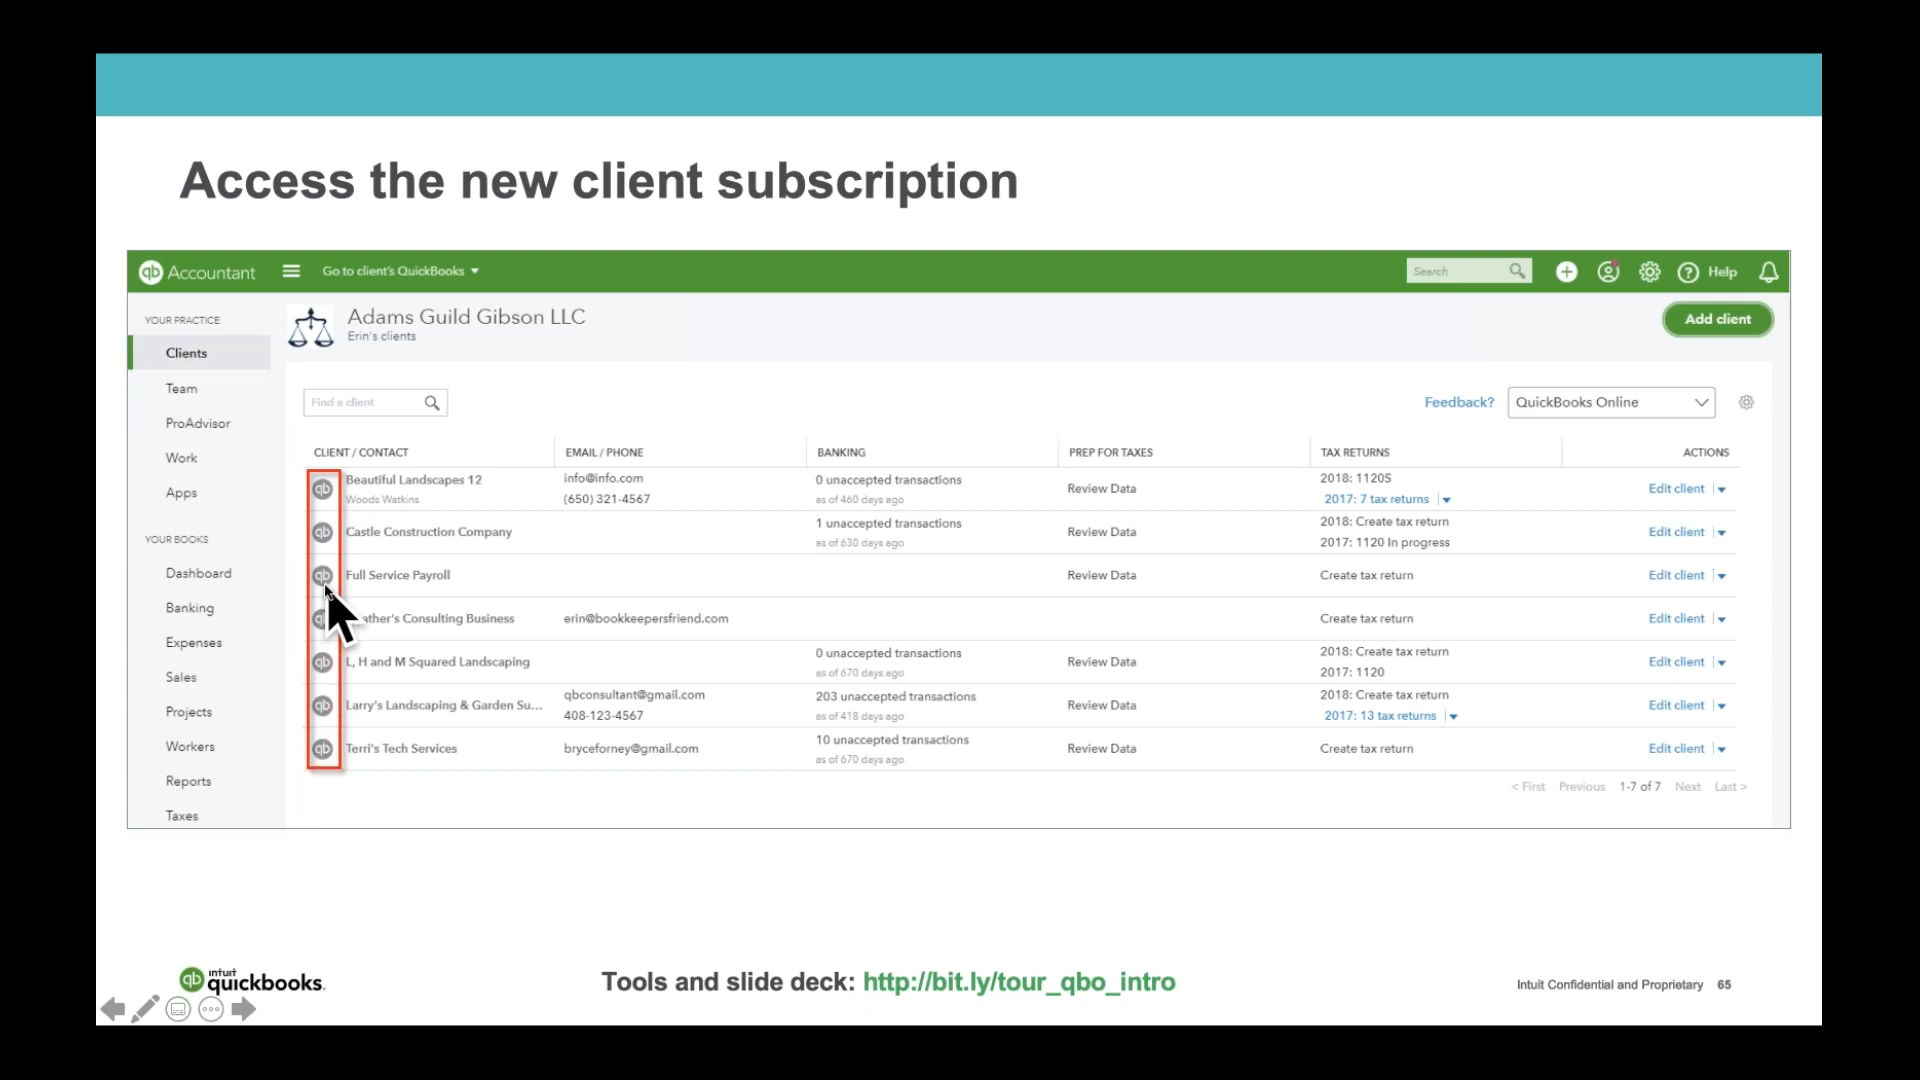 Access the new client subscription
qb Accountant
Go to client's QuickBooks
Search
Help
YOUR PRACTICE
Clients
Team
ProAdvisor
Work
Apps
YOUR BOOKS
Dashboard
Banking
Expenses
Sales
Projects
Workers
Reports
Taxes
Adams Guild Gibson LLC
Erin's clients
Add client
Find a client
Feedback?
QuickBooks Online
CLIENT / CONTACT EMAIL / PHONE BANKING PREP FOR TAXES TAX RETURNS ACTIONS
qb Beautiful Landscapes 12 info@info.com 0 unaccepted transactions Review Data 2018: 1120S Edit client
Woods Watkins (650) 321-4567 as of 460 days ago 2017: 7 tax returns
qb Castle Construction Company 1 unaccepted transactions Review Data 2018: Create tax return Edit client
as of 630 days ago 2017: 1120 In progress
qb Full Service Payroll Review Data Create tax return Edit client
Consulting Business erin@bookkeepersfriend.com Create tax return Edit client
qb L, H and M Squared Landscaping 0 unaccepted transactions Review Data 2018: Create tax return Edit client
as of 670 days ago 2017: 1120
qb Larry's Landscaping & Garden Su... qbconsultant@gmail.com 203 unaccepted transactions Review Data 2018: Create tax return Edit client
408-123-4567 as of 418 days ago 2017: 13 tax returns
qb Terri's Tech Services bryceforney@gmail.com 10 unaccepted transactions Review Data Create tax return Edit client
as of 670 days ago
< First Previous 1-7 of 7 Next Last >
qb intuit quickbooks.
Tools and slide deck: http://bit.ly/tour_qbo_intro
Intuit Confidential and Proprietary 65